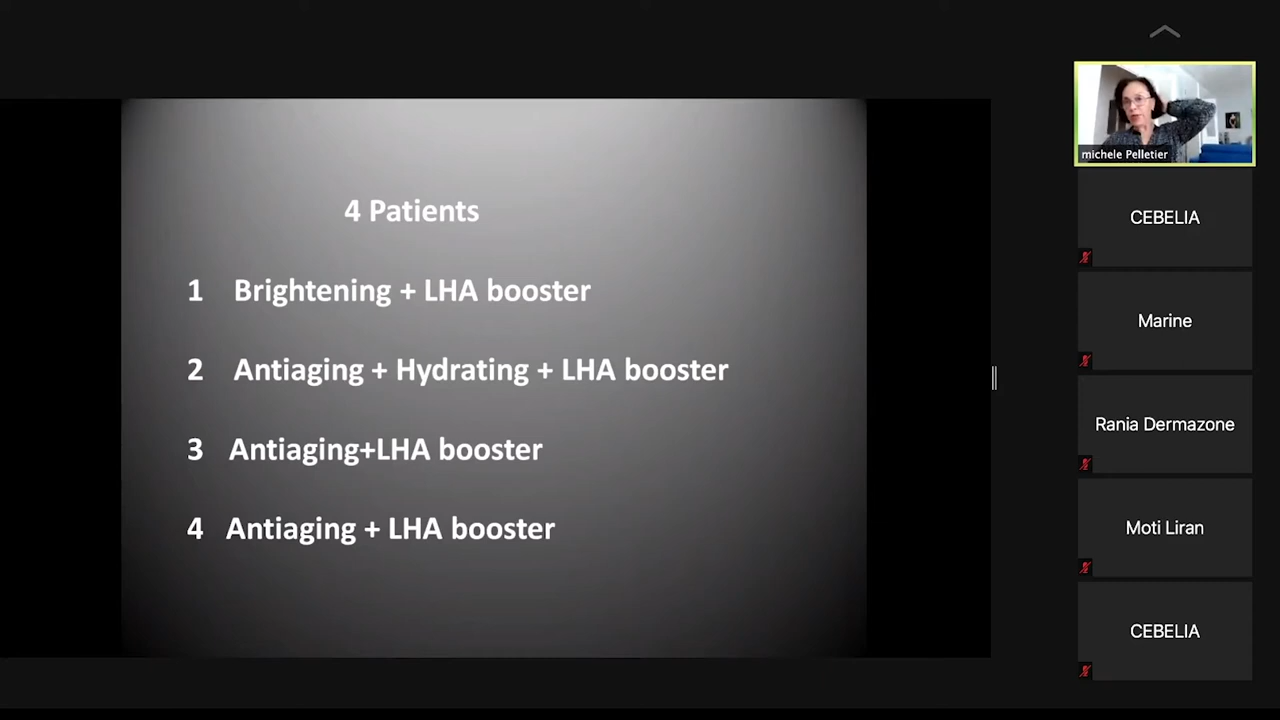 4 Patients
1 Brightening + LHA booster
2 Antiaging + Hydrating + LHA booster
3 Antiaging+LHA booster
4 Antiaging + LHA booster
michele Pelletier
CEBELIA
Marine
Rania Dermazone
Moti Liran
CEBELIA